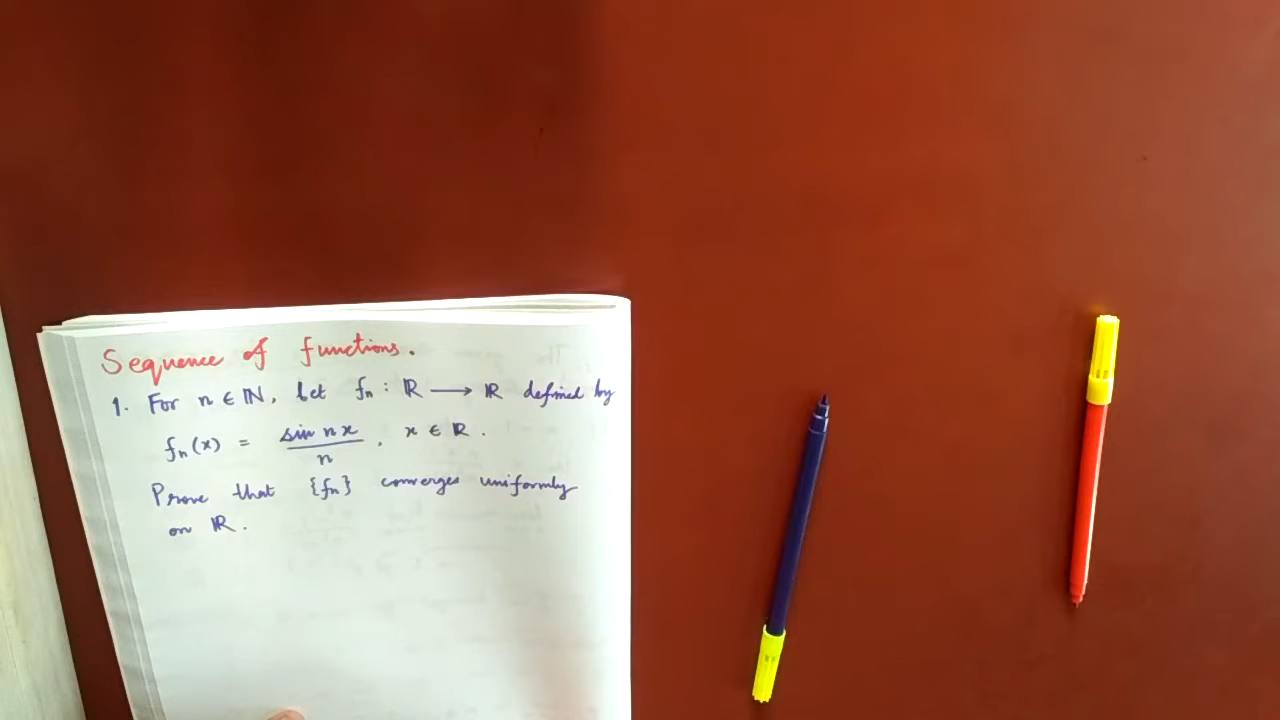 Sequence of functions.
1. For n ∈ ℕ, let fₙ : ℝ ⟶ ℝ defined by
fₙ(x) = sin nx / n , x ∈ ℝ.
Prove that {fₙ} converges uniformly
on ℝ.